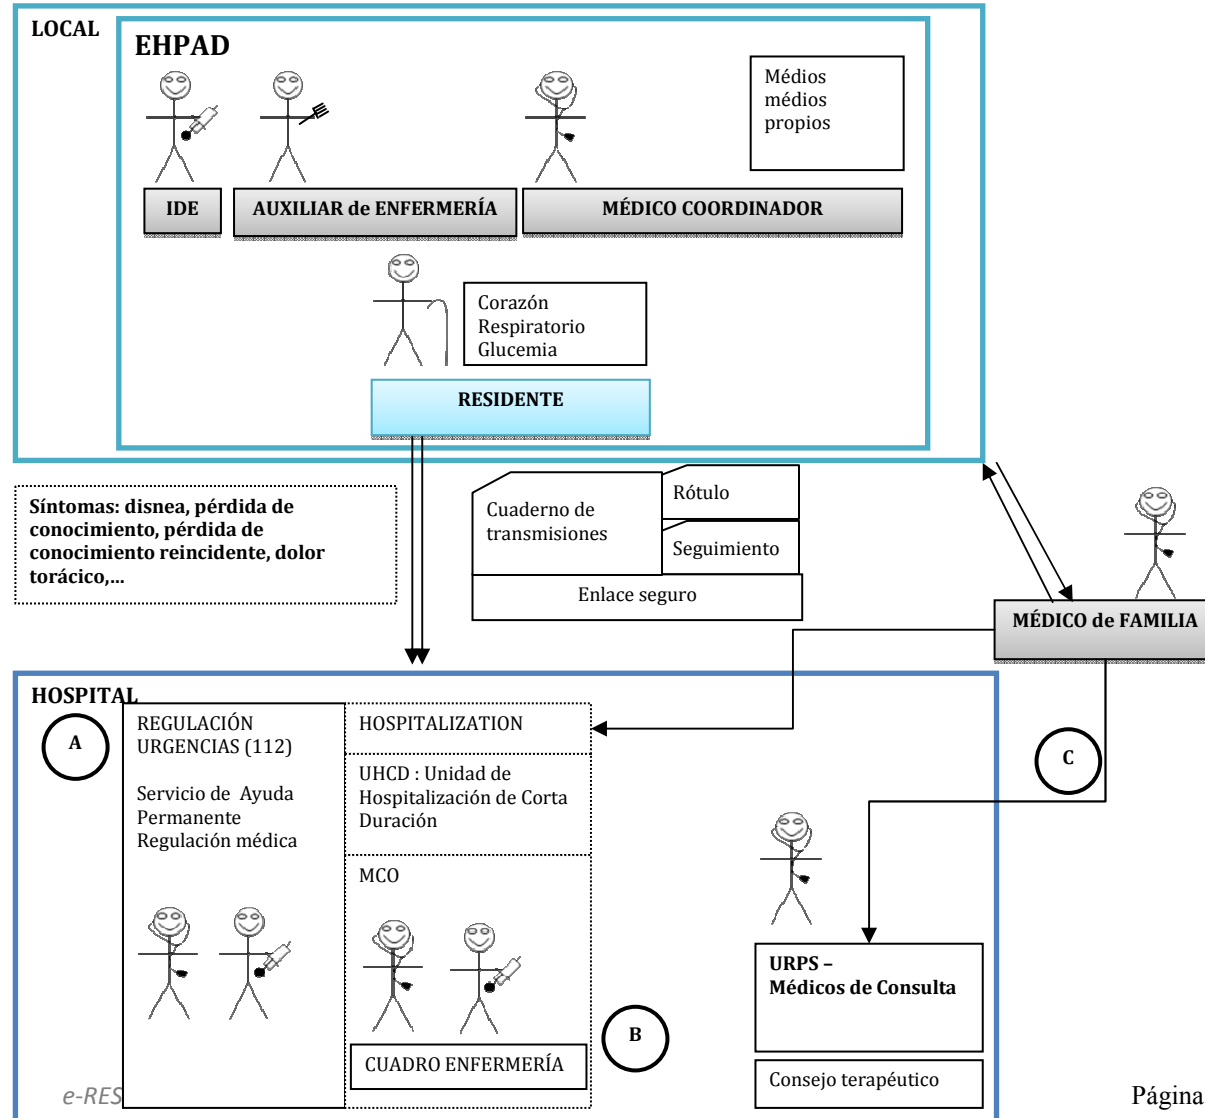 LOCAL
EHPAD
Médios
médios
propios
IDE
AUXILIAR de ENFERMERÍA
MÉDICO COORDINADOR
Corazón
Respiratorio
Glucemia
RESIDENTE
Síntomas: disnea, pérdida de
conocimiento, pérdida de
conocimiento reincidente, dolor
torácico,...
Cuaderno de
transmisiones
Rótulo
Seguimiento
Enlace seguro
MÉDICO de FAMILIA
HOSPITAL
A
REGULACIÓN
URGENCIAS (112)
Servicio de Ayuda
Permanente
Regulación médica
HOSPITALIZATION
UHCD : Unidad de
Hospitalización de Corta
Duración
MCO
CUADRO ENFERMERÍA
B
C
URPS –
Médicos de Consulta
Consejo terapéutico
e-RES
Página